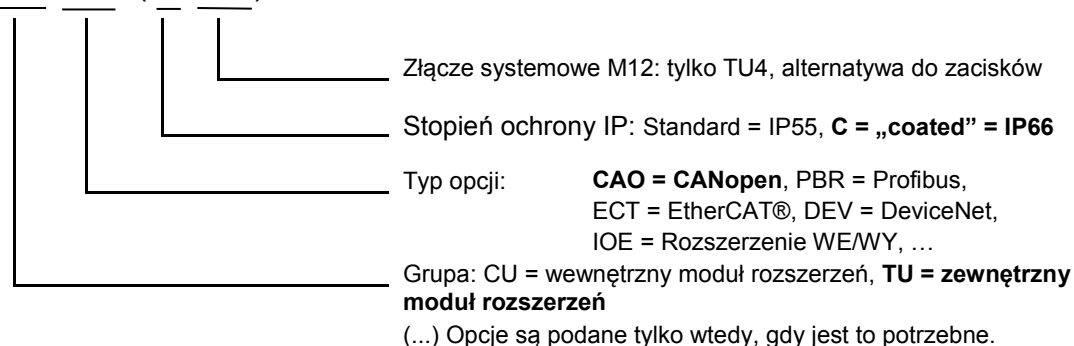 Złącze systemowe M12: tylko TU4, alternatywa do zacisków
Stopień ochrony IP: Standard = IP55, C = „coated” = IP66
Typ opcji: CAO = CANopen, PBR = Profibus,
ECT = EtherCAT®, DEV = DeviceNet,
IOE = Rozszerzenie WE/WY, …
Grupa: CU = wewnętrzny moduł rozszerzeń, TU = zewnętrzny
moduł rozszerzeń
(...) Opcje są podane tylko wtedy, gdy jest to potrzebne.